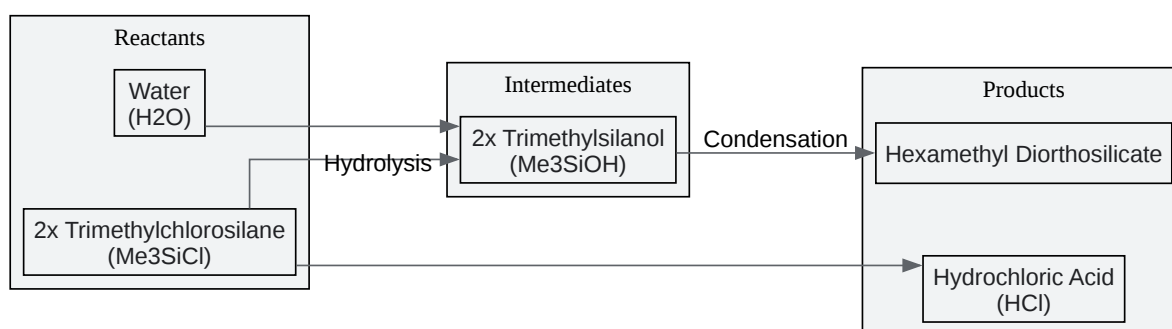 Reactants
Water
(H2O)
2x Trimethylchlorosilane
(Me3SiCl)
Hydrolysis
Intermediates
2x Trimethylsilanol
(Me3SiOH)
Condensation
Products
Hexamethyl Diorthosilicate
Hydrochloric Acid
(HCl)